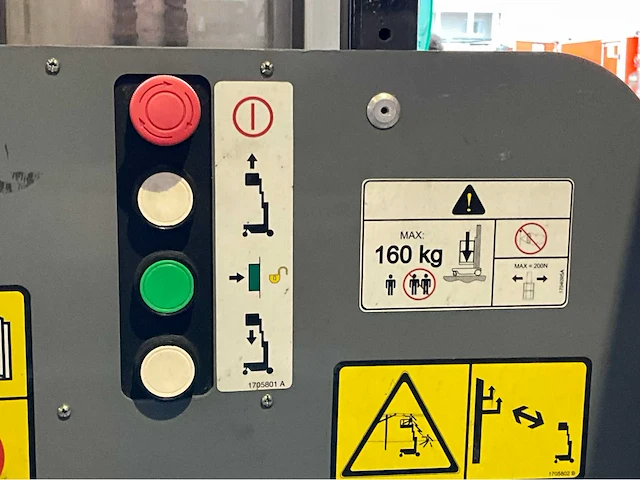 MAX:
160 kg
MAX = 200N
1705801 A
1705802 B